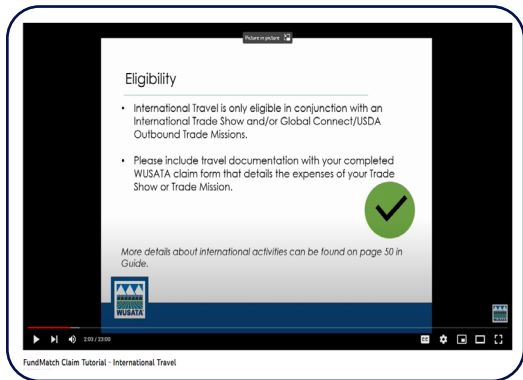 Picture in picture
Eligibility
• International Travel is only eligible in conjunction with an
International Trade Show and/or Global Connect/USDA
Outbound Trade Missions.
• Please include travel documentation with your completed
WUSATA claim form that details the expenses of your Trade
Show or Trade Mission.
More details about international activities can be found on page 50 in
Guide.
WUSATA
2:03 / 23:00
CC
FundMatch Claim Tutorial - International Travel